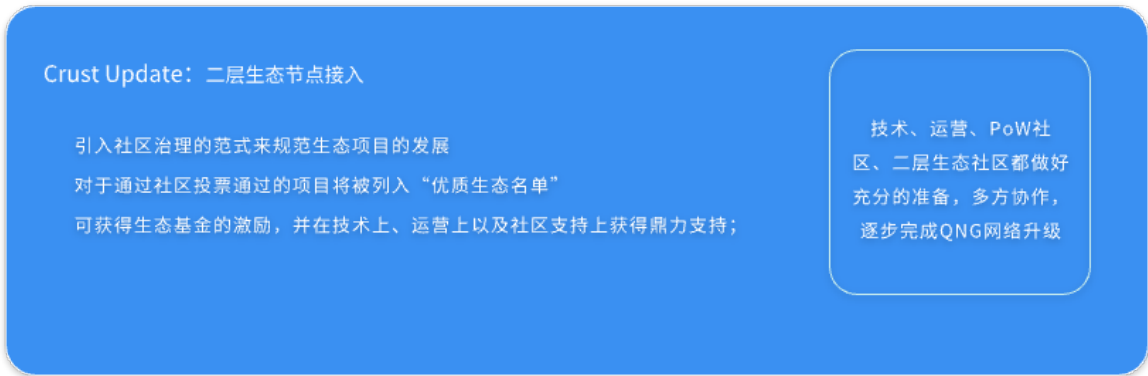 Crust Update：二层生态节点接入
引入社区治理的范式来规范生态项目的发展
对于通过社区投票通过的项目将被列入“优质生态名单”
可获得生态基金的激励，并在技术上、运营上以及社区支持上获得鼎力支持；
技术、运营、PoW社
区、二层生态社区都做好
充分的准备，多方协作，
逐步完成QNG网络升级